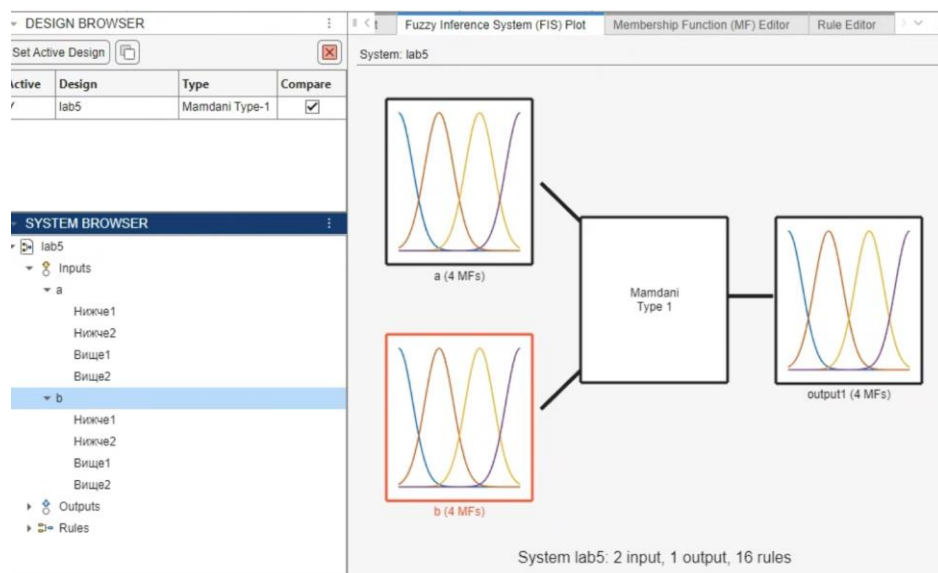 DESIGN BROWSER
Set Active Design
Active Design Type Compare
lab5 Mamdani Type-1
SYSTEM BROWSER
lab5
Inputs
a
Нижче1
Нижче2
Вище1
Вище2
b
Нижче1
Нижче2
Вище1
Вище2
Outputs
Rules
Fuzzy Inference System (FIS) Plot Membership Function (MF) Editor Rule Editor
System: lab5
a (4 MFs)
Mamdani
Type 1
output1 (4 MFs)
b (4 MFs)
System lab5: 2 input, 1 output, 16 rules